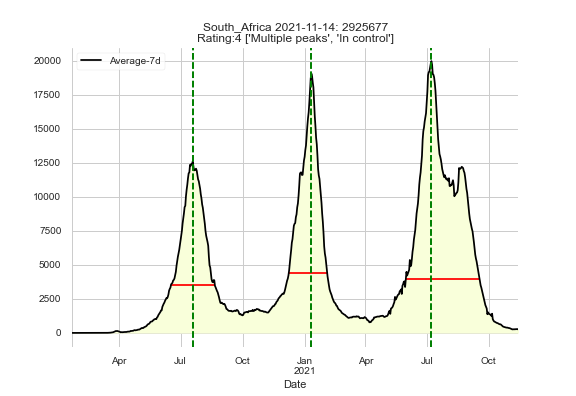 South_Africa 2021-11-14: 2925677
Rating:4 ['Multiple peaks', 'In control']
Average-7d
20000
17500
15000
12500
10000
7500
5000
2500
0
Apr Jul Oct Jan Apr Jul Oct
2021
Date